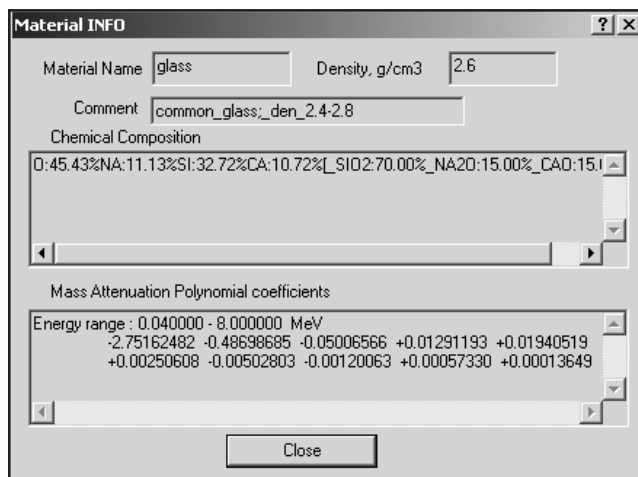 Material INFO
Material Name glass Density, g/cm3 2.6
Comment common_glass;_den_2.4-2.8
Chemical Composition
O:45.43%NA:11.13%SI:32.72%CA:10.72%[_SIO2:70.00%_NA2O:15.00%_CAO:15.
Mass Attenuation Polynomial coefficients
Energy range : 0.040000 - 8.000000 MeV
-2.75162482 -0.48698685 -0.05006566 +0.01291193 +0.01940519
+0.00250608 -0.00502803 -0.00120063 +0.00057330 +0.00013649
Close